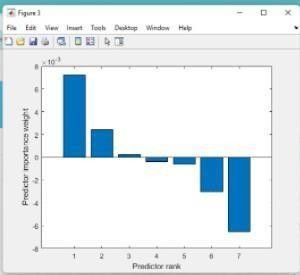 Figure 3
File Edit View Insert Tools Desktop Window Help
×10⁻³
8
6
4
2
0
-2
-4
-6
-8
Predictor importance weight
1 2 3 4 5 6 7
Predictor rank